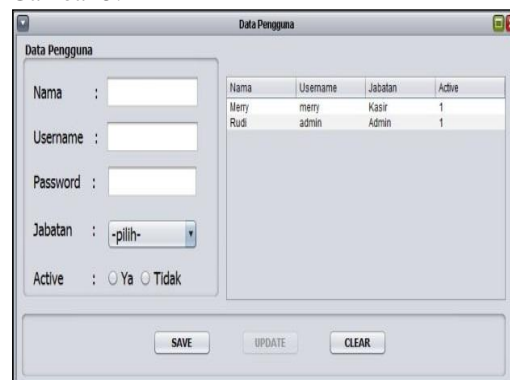 Data Pengguna
Data Pengguna
Nama :
Username :
Password :
Jabatan : -pilih-
Active : Ya Tidak
Nama Username Jabatan Active
Merry merry Kasir 1
Rudi admin Admin 1
SAVE UPDATE CLEAR